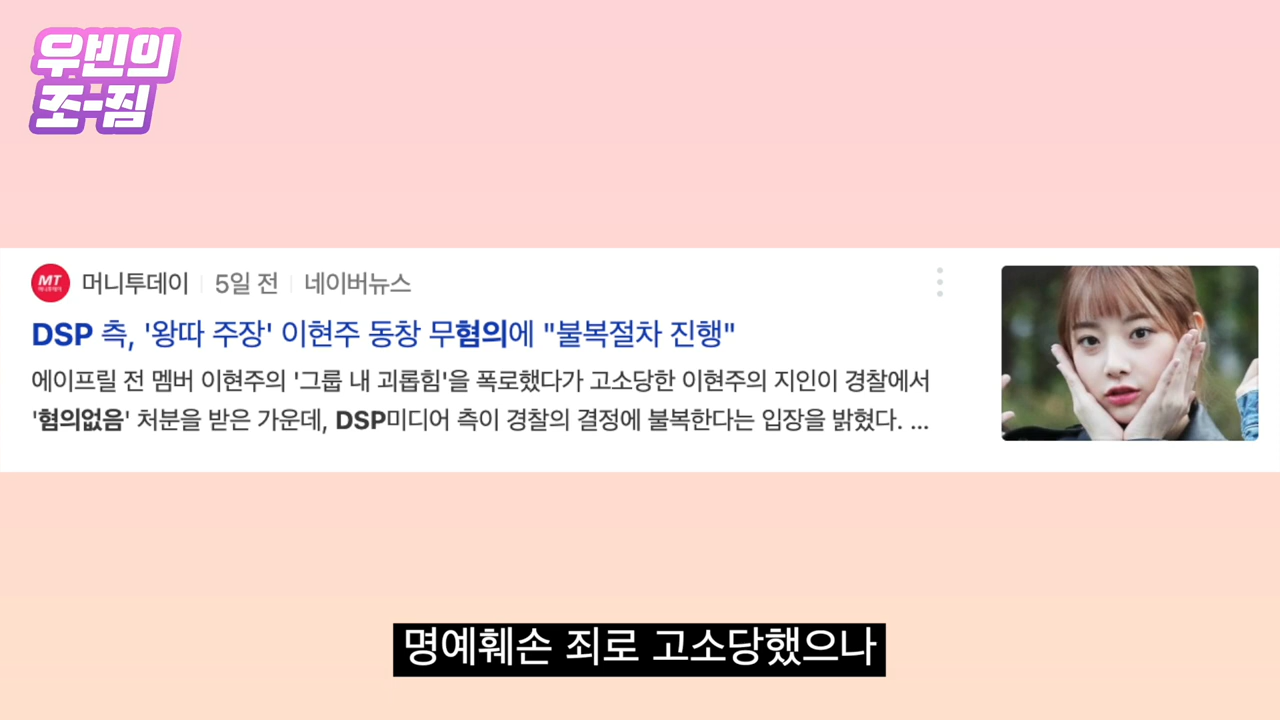 우빈의
조-짐
MT
머니투데이
머니투데이 | 5일 전 | 네이버뉴스
DSP 측, '왕따 주장' 이현주 동창 무혐의에 "불복절차 진행"
에이프릴 전 멤버 이현주의 '그룹 내 괴롭힘'을 폭로했다가 고소당한 이현주의 지인이 경찰에서
'혐의없음' 처분을 받은 가운데, DSP미디어 측이 경찰의 결정에 불복한다는 입장을 밝혔다. ...
명예훼손 죄로 고소당했으나